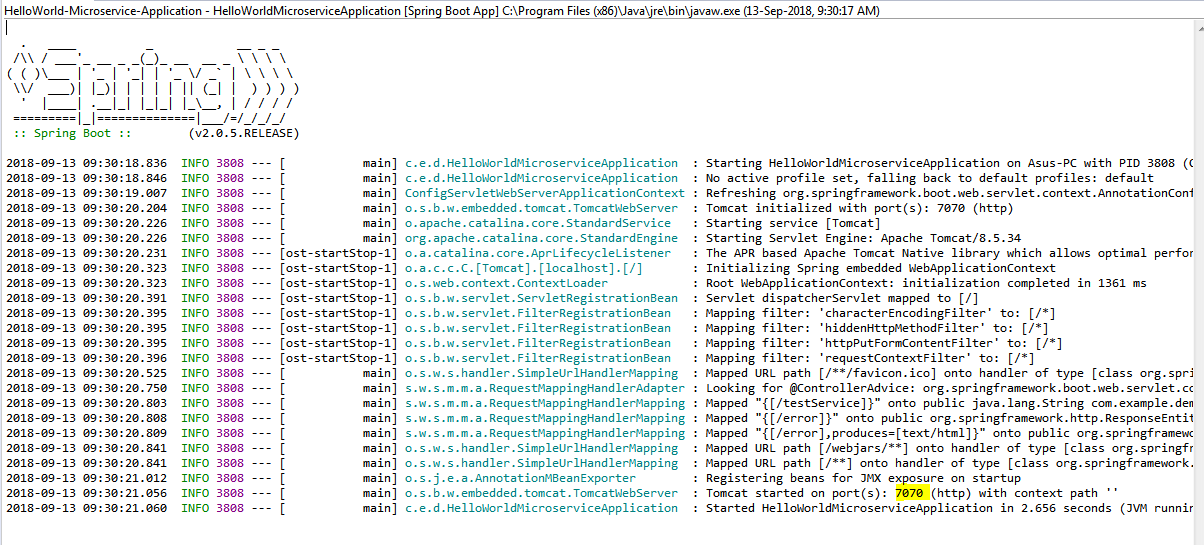 HelloWorld-Microservice-Application - HelloWorldMicroserviceApplication [Spring Boot App] C:\Program Files (x86)\Java\jre\bin\javaw.exe (13-Sep-2018, 9:30:17 AM)
  .   ____          _            __ _ _
 /\\ / ___'_ __ _ _(_)_ __  __ _ \ \ \ \
( ( )\___ | '_ | '_| | '_ \/ _` | \ \ \ \
 \\/  ___)| |_)| | | | | || (_| |  ) ) ) )
  '  |____| .__|_| |_|_| |_\__, | / / / /
 =========|_|==============|___/=/_/_/_/
 :: Spring Boot ::        (v2.0.5.RELEASE)
2018-09-13 09:30:18.836  INFO 3808 --- [           main] c.e.d.HelloWorldMicroserviceApplication  : Starting HelloWorldMicroserviceApplication on Asus-PC with PID 3808 (
2018-09-13 09:30:18.846  INFO 3808 --- [           main] c.e.d.HelloWorldMicroserviceApplication  : No active profile set, falling back to default profiles: default
2018-09-13 09:30:19.007  INFO 3808 --- [           main] ConfigServletWebServerApplicationContext : Refreshing org.springframework.boot.web.servlet.context.AnnotationConf
2018-09-13 09:30:20.204  INFO 3808 --- [           main] o.s.b.w.embedded.tomcat.TomcatWebServer  : Tomcat initialized with port(s): 7070 (http)
2018-09-13 09:30:20.226  INFO 3808 --- [           main] o.apache.catalina.core.StandardService   : Starting service [Tomcat]
2018-09-13 09:30:20.226  INFO 3808 --- [           main] org.apache.catalina.core.StandardEngine  : Starting Servlet Engine: Apache Tomcat/8.5.34
2018-09-13 09:30:20.231  INFO 3808 --- [ost-startStop-1] o.a.catalina.core.AprLifecycleListener   : The APR based Apache Tomcat Native library which allows optimal perfor
2018-09-13 09:30:20.323  INFO 3808 --- [ost-startStop-1] o.a.c.c.C.[Tomcat].[localhost].[/]       : Initializing Spring embedded WebApplicationContext
2018-09-13 09:30:20.323  INFO 3808 --- [ost-startStop-1] o.s.web.context.ContextLoader            : Root WebApplicationContext: initialization completed in 1361 ms
2018-09-13 09:30:20.391  INFO 3808 --- [ost-startStop-1] o.s.b.w.servlet.ServletRegistrationBean  : Servlet dispatcherServlet mapped to [/]
2018-09-13 09:30:20.395  INFO 3808 --- [ost-startStop-1] o.s.b.w.servlet.FilterRegistrationBean   : Mapping filter: 'characterEncodingFilter' to: [/*]
2018-09-13 09:30:20.395  INFO 3808 --- [ost-startStop-1] o.s.b.w.servlet.FilterRegistrationBean   : Mapping filter: 'hiddenHttpMethodFilter' to: [/*]
2018-09-13 09:30:20.395  INFO 3808 --- [ost-startStop-1] o.s.b.w.servlet.FilterRegistrationBean   : Mapping filter: 'httpPutFormContentFilter' to: [/*]
2018-09-13 09:30:20.396  INFO 3808 --- [ost-startStop-1] o.s.b.w.servlet.FilterRegistrationBean   : Mapping filter: 'requestContextFilter' to: [/*]
2018-09-13 09:30:20.525  INFO 3808 --- [           main] o.s.w.s.handler.SimpleUrlHandlerMapping  : Mapped URL path [/**/favicon.ico] onto handler of type [class org.spri
2018-09-13 09:30:20.750  INFO 3808 --- [           main] s.w.s.m.m.a.RequestMappingHandlerAdapter : Looking for @ControllerAdvice: org.springframework.boot.web.servlet.co
2018-09-13 09:30:20.803  INFO 3808 --- [           main] s.w.s.m.m.a.RequestMappingHandlerMapping : Mapped "{[/testService]}" onto public java.lang.String com.example.dem
2018-09-13 09:30:20.808  INFO 3808 --- [           main] s.w.s.m.m.a.RequestMappingHandlerMapping : Mapped "{[/error]}" onto public org.springframework.http.ResponseEntit
2018-09-13 09:30:20.809  INFO 3808 --- [           main] s.w.s.m.m.a.RequestMappingHandlerMapping : Mapped "{[/error],produces=[text/html]}" onto public org.springframewo
2018-09-13 09:30:20.841  INFO 3808 --- [           main] o.s.w.s.handler.SimpleUrlHandlerMapping  : Mapped URL path [/webjars/**] onto handler of type [class org.springfr
2018-09-13 09:30:20.841  INFO 3808 --- [           main] o.s.w.s.handler.SimpleUrlHandlerMapping  : Mapped URL path [/**] onto handler of type [class org.springframework.
2018-09-13 09:30:21.012  INFO 3808 --- [           main] o.s.j.e.a.AnnotationMBeanExporter        : Registering beans for JMX exposure on startup
2018-09-13 09:30:21.056  INFO 3808 --- [           main] o.s.b.w.embedded.tomcat.TomcatWebServer  : Tomcat started on port(s): 7070 (http) with context path ''
2018-09-13 09:30:21.060  INFO 3808 --- [           main] c.e.d.HelloWorldMicroserviceApplication  : Started HelloWorldMicroserviceApplication in 2.656 seconds (JVM runnin